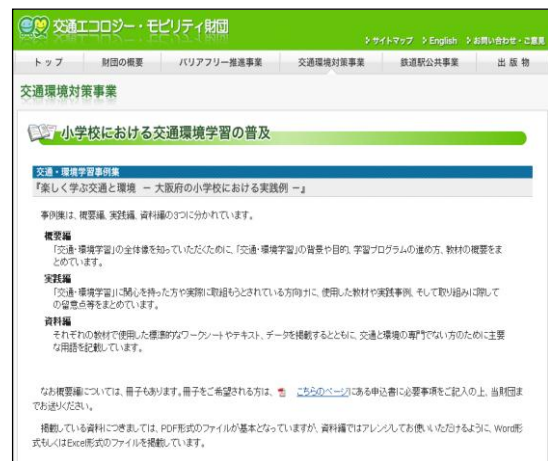 交通エコロジー・モビリティ財団
サイトマップ English お問い合わせ・ご意見
トップ 財団の概要 バリアフリー推進事業 交通環境対策事業 鉄道駅公共事業 出版物
交通環境対策事業
小学校における交通環境学習の普及
交通・環境学習事例集
『楽しく学ぶ交通と環境 － 大阪府の小学校における実践例 －』
事例集は、概要編、実践編、資料編の3つに分かれています。
概要編
「交通・環境学習」の全体像を知っていただくために、「交通・環境学習」の背景や目的、学習プログラムの進め方、教材の概要をま
とめています。
実践編
「交通・環境学習」に関心を持った方や実際に取組もうとされている方向けに、使用した教材や実践事例、そして取り組みに際して
の留意点等をまとめています。
資料編
それぞれの教材で使用した標準的なワークシートやテキスト、データを掲載するとともに、交通と環境の専門でない方のために主要
な用語を記載しています。
なお概要編については、冊子もあります。冊子をご希望される方は、 こちらのページにある申込書に必要事項をご記入の上、当財団ま
でお送りください。
掲載している資料につきましては、PDF形式のファイルが基本となっていますが、資料編ではアレンジしてお使いいただけるように、Word形
式もしくはExcel形式のファイルを掲載しています。